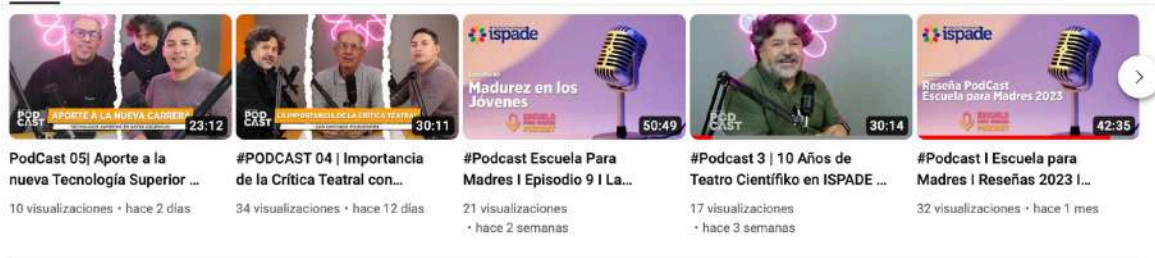 POD
CAST
APORTE A LA NUEVA CARRERA
23:12
PodCast 05| Aporte a la
nueva Tecnología Superior ...
10 visualizaciones • hace 2 días
POD
CAST
LA IMPORTANCIA DE LA CRÍTICA TEATRAL
30:11
#PODCAST 04 | Importancia
de la Crítica Teatral con...
34 visualizaciones • hace 12 días
ispade
Madurez en los
Jóvenes
50:49
#Podcast Escuela Para
Madres I Episodio 9 I La...
21 visualizaciones
• hace 2 semanas
POD
CAST
30:14
#Podcast 3 | 10 Años de
Teatro Científiko en ISPADE ...
17 visualizaciones
• hace 3 semanas
ispade
Reseña PodCast
Escuela para Madres 2023
42:35
#Podcast I Escuela para
Madres I Reseñas 2023 I...
32 visualizaciones • hace 1 mes